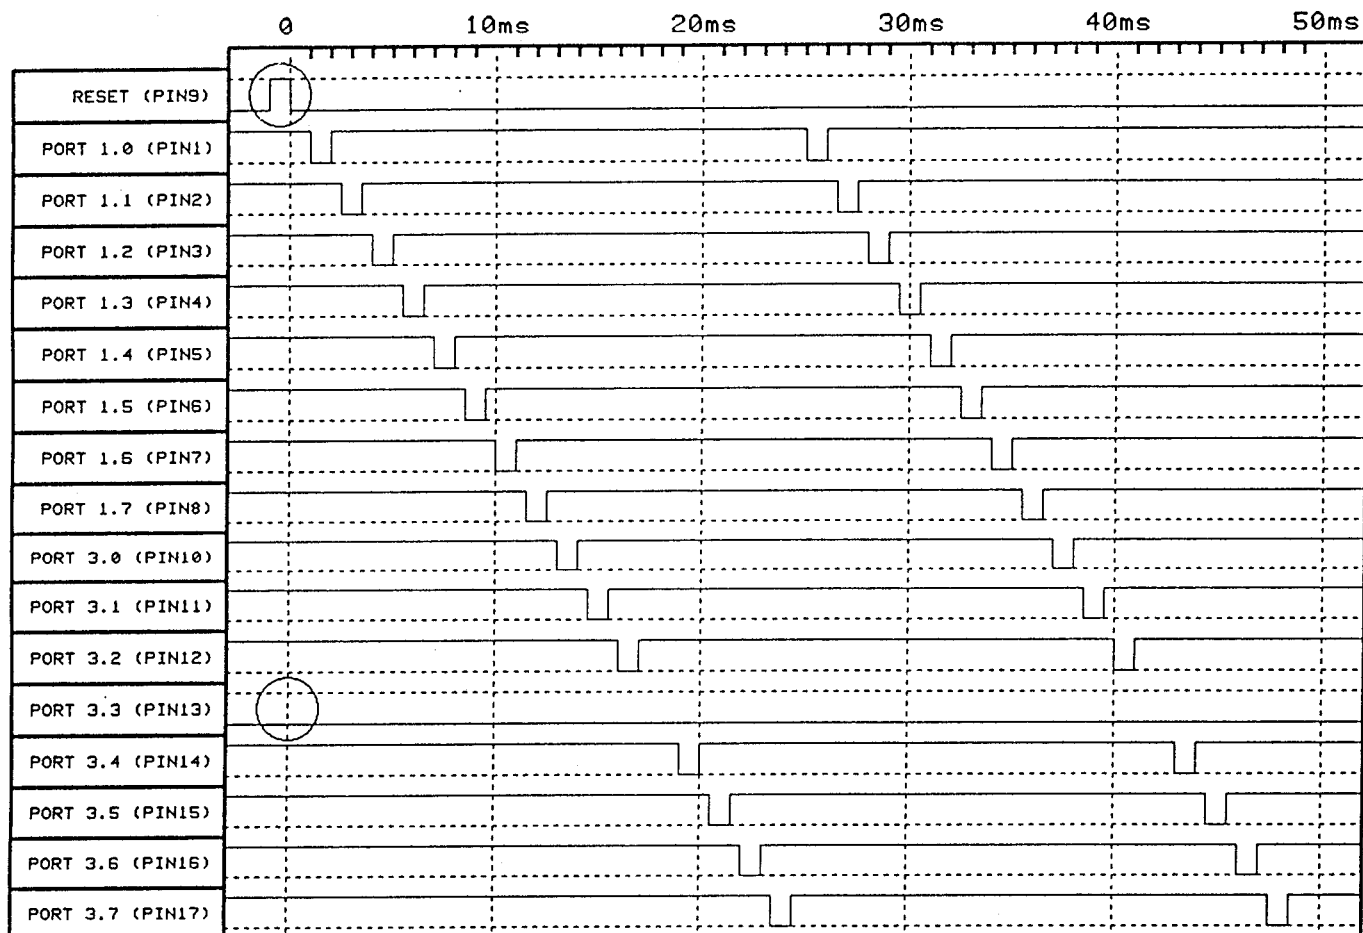 0 10ms 20ms 30ms 40ms 50ms
RESET (PIN9)
PORT 1.0 (PIN1)
PORT 1.1 (PIN2)
PORT 1.2 (PIN3)
PORT 1.3 (PIN4)
PORT 1.4 (PIN5)
PORT 1.5 (PIN6)
PORT 1.6 (PIN7)
PORT 1.7 (PIN8)
PORT 3.0 (PIN10)
PORT 3.1 (PIN11)
PORT 3.2 (PIN12)
PORT 3.3 (PIN13)
PORT 3.4 (PIN14)
PORT 3.5 (PIN15)
PORT 3.6 (PIN16)
PORT 3.7 (PIN17)